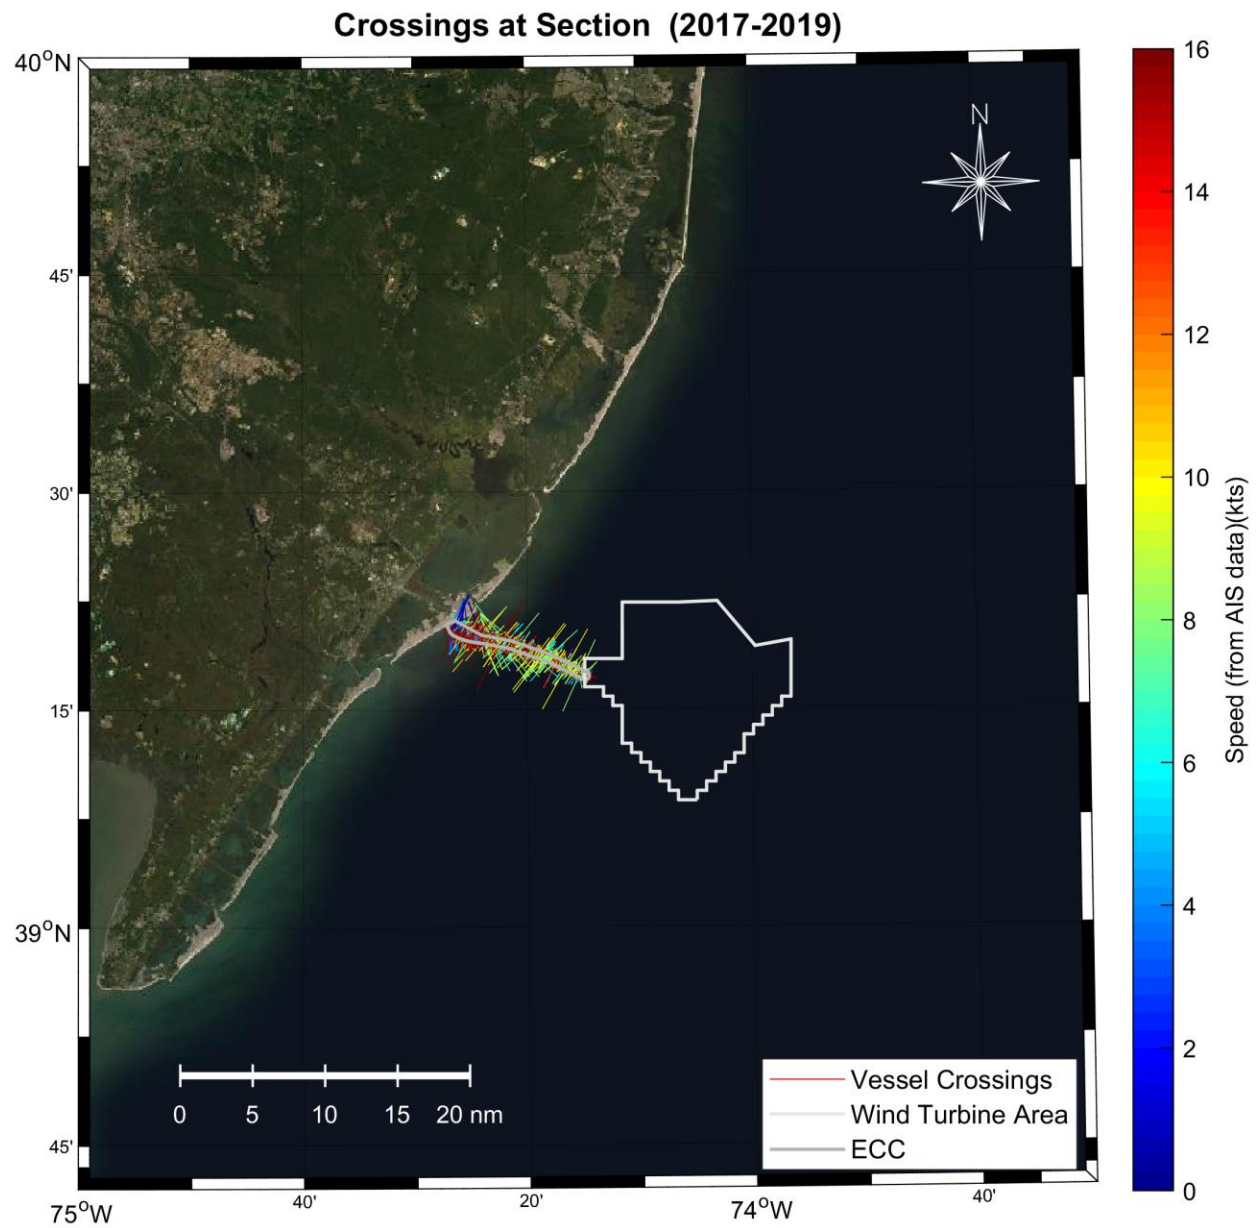 Crossings at Section (2017-2019)
40°N
45'
30'
15'
39°N
45'
75°W
40'
20'
74°W
40'
N
0 5 10 15 20 nm
Vessel Crossings
Wind Turbine Area
ECC
16
14
12
10
8
6
4
2
0
Speed (from AIS data)(kts)